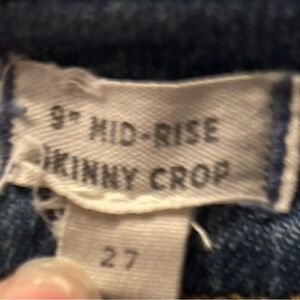 9" MID-RISE
SKINNY CROP
27